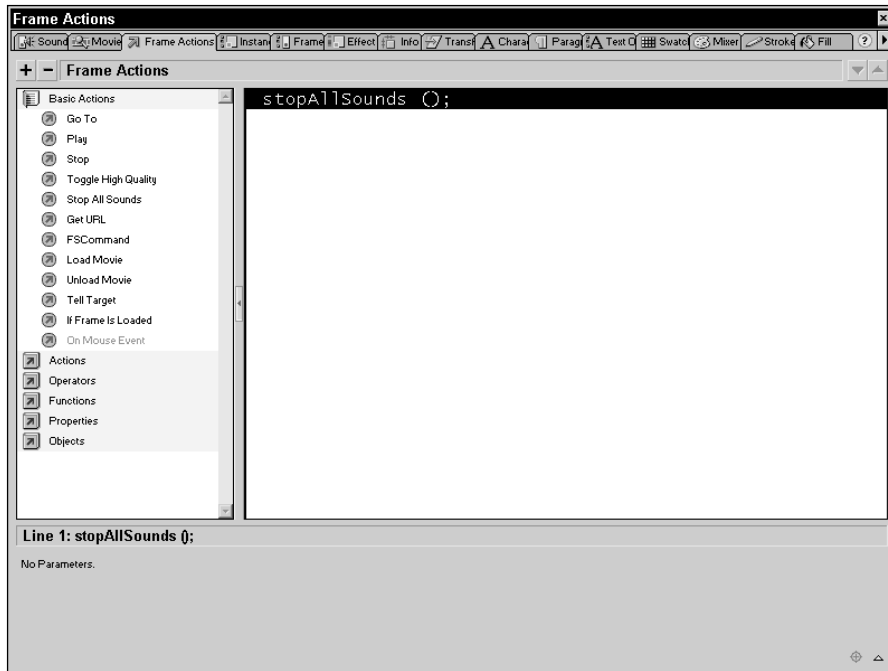 Frame Actions
Sound Movie Frame Actions Instan Frame Effect Info Transf Charac Paragr Text O Swatch Mixer Stroke Fill ?
+ - Frame Actions
Basic Actions
Go To
Play
Stop
Toggle High Quality
Stop All Sounds
Get URL
FSCommand
Load Movie
Unload Movie
Tell Target
If Frame Is Loaded
On Mouse Event
Actions
Operators
Functions
Properties
Objects
stopAllSounds ();
Line 1: stopAllSounds ();
No Parameters.